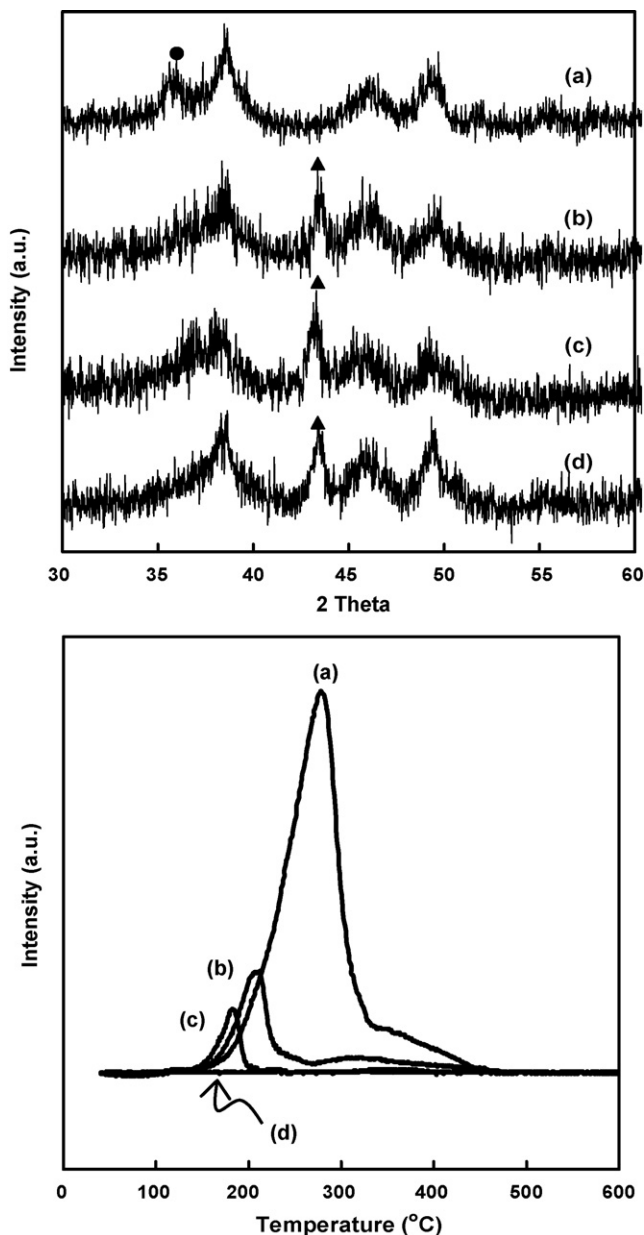 (a)
(b)
(c)
(d)
Intensity (a.u.)
30 35 40 45 50 55 60
2 Theta
(a)
(b)
(c)
(d)
Intensity (a.u.)
0 100 200 300 400 500 600
Temperature (°C)